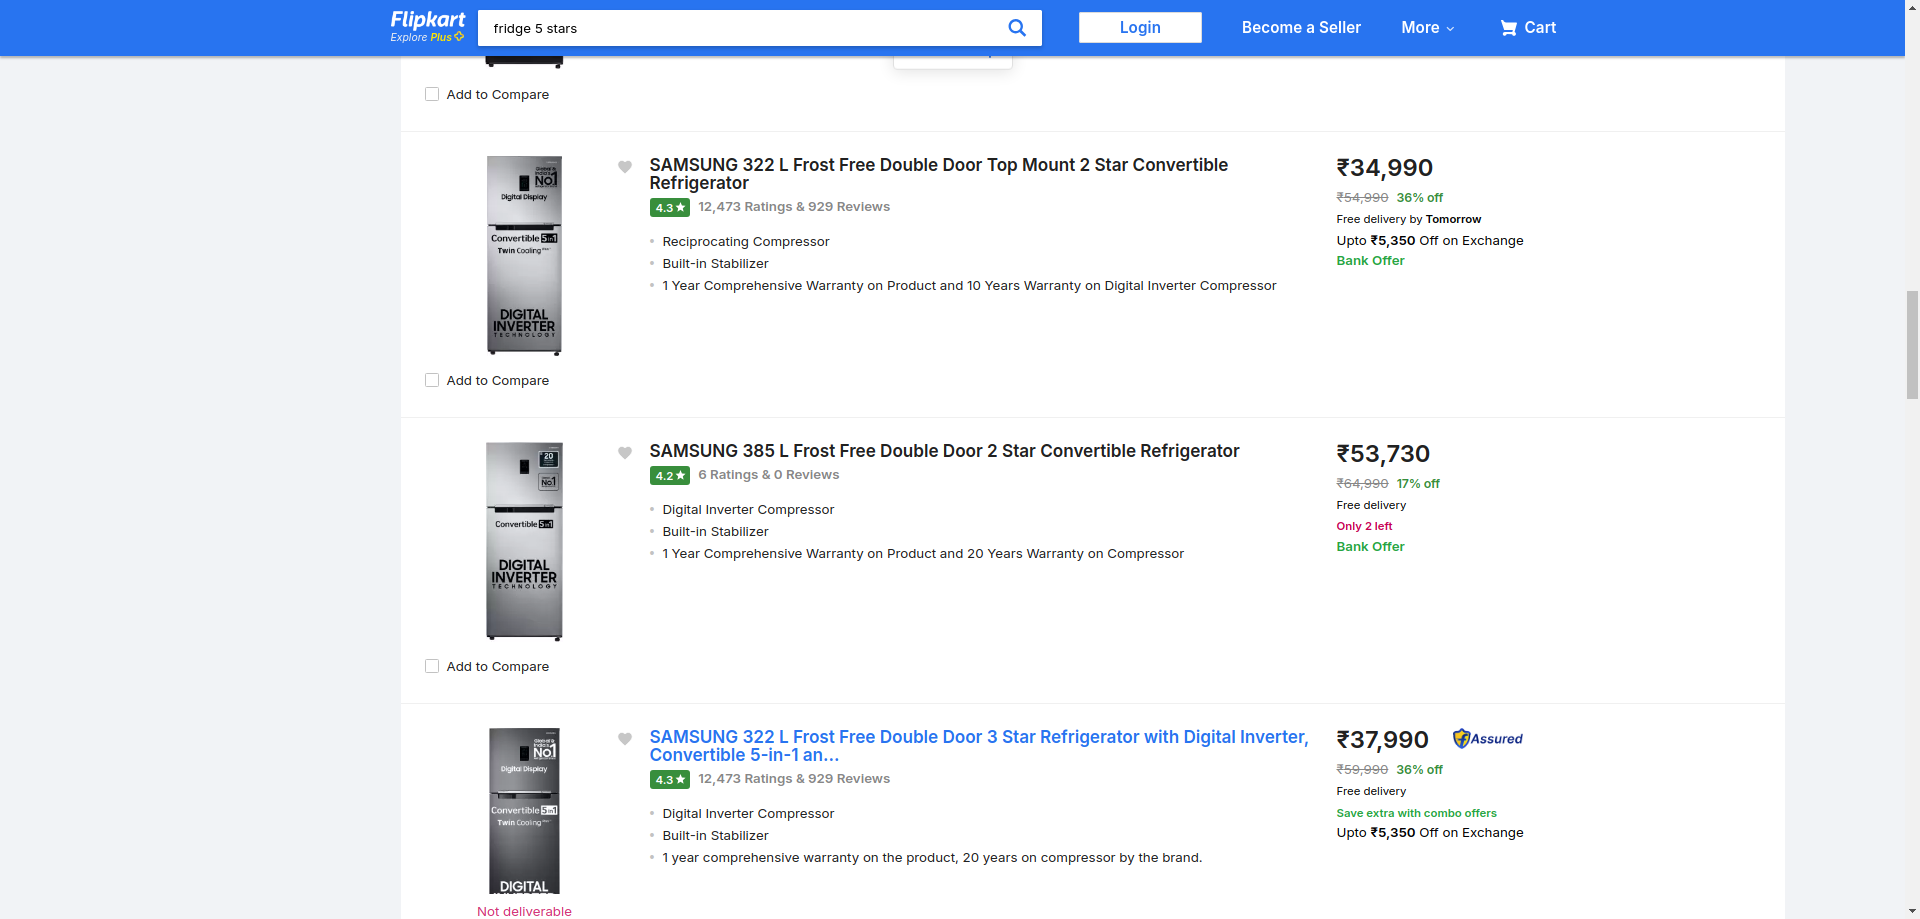 Flipkart
Explore Plus
fridge 5 stars
Login
Become a Seller
More
Cart
Add to Compare
SAMSUNG 322 L Frost Free Double Door Top Mount 2 Star Convertible
Refrigerator
4.3★
12,473 Ratings & 929 Reviews
Reciprocating Compressor
Built-in Stabilizer
1 Year Comprehensive Warranty on Product and 10 Years Warranty on Digital Inverter Compressor
₹34,990
₹54,990 36% off
Free delivery by Tomorrow
Upto ₹5,350 Off on Exchange
Bank Offer
No.1
Digital Display
Convertible 5in1
Twin Cooling
DIGITAL
INVERTER
TECHNOLOGY
Add to Compare
SAMSUNG 385 L Frost Free Double Door 2 Star Convertible Refrigerator
4.2★
6 Ratings & 0 Reviews
Digital Inverter Compressor
Built-in Stabilizer
1 Year Comprehensive Warranty on Product and 20 Years Warranty on Compressor
₹53,730
₹64,990 17% off
Free delivery
Only 2 left
Bank Offer
20
No.1
Convertible 5in1
DIGITAL
INVERTER
TECHNOLOGY
Add to Compare
SAMSUNG 322 L Frost Free Double Door 3 Star Refrigerator with Digital Inverter,
Convertible 5-in-1 an...
4.3★
12,473 Ratings & 929 Reviews
Digital Inverter Compressor
Built-in Stabilizer
1 year comprehensive warranty on the product, 20 years on compressor by the brand.
₹37,990
Assured
₹59,990 36% off
Free delivery
Save extra with combo offers
Upto ₹5,350 Off on Exchange
No.1
Digital Display
Convertible 5in1
Twin Cooling
DIGITAL
Not deliverable